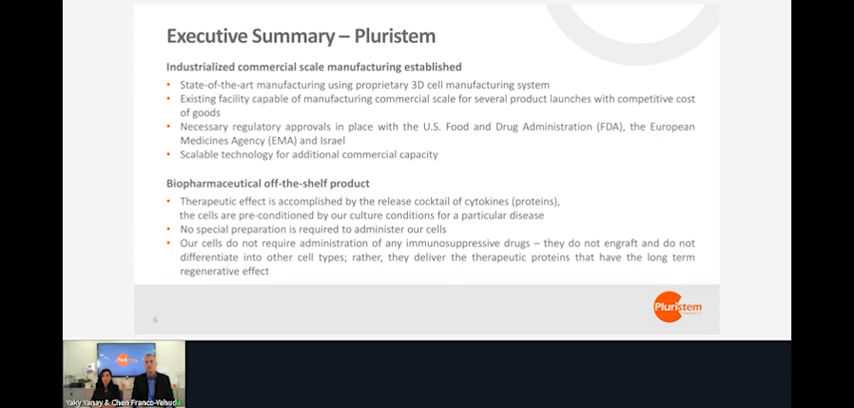 Executive Summary – Pluristem
Industrialized commercial scale manufacturing established
• State-of-the-art manufacturing using proprietary 3D cell manufacturing system
• Existing facility capable of manufacturing commercial scale for several product launches with competitive cost
of goods
• Necessary regulatory approvals in place with the U.S. Food and Drug Administration (FDA), the European
Medicines Agency (EMA) and Israel
• Scalable technology for additional commercial capacity
Biopharmaceutical off-the-shelf product
• Therapeutic effect is accomplished by the release cocktail of cytokines (proteins),
the cells are pre-conditioned by our culture conditions for a particular disease
• No special preparation is required to administer our cells
• Our cells do not require administration of any immunosuppressive drugs – they do not engraft and do not
differentiate into other cell types; rather, they deliver the therapeutic proteins that have the long term
regenerative effect
6
Pluristem
Yaky Yanay & Chen Franco-Yehuda